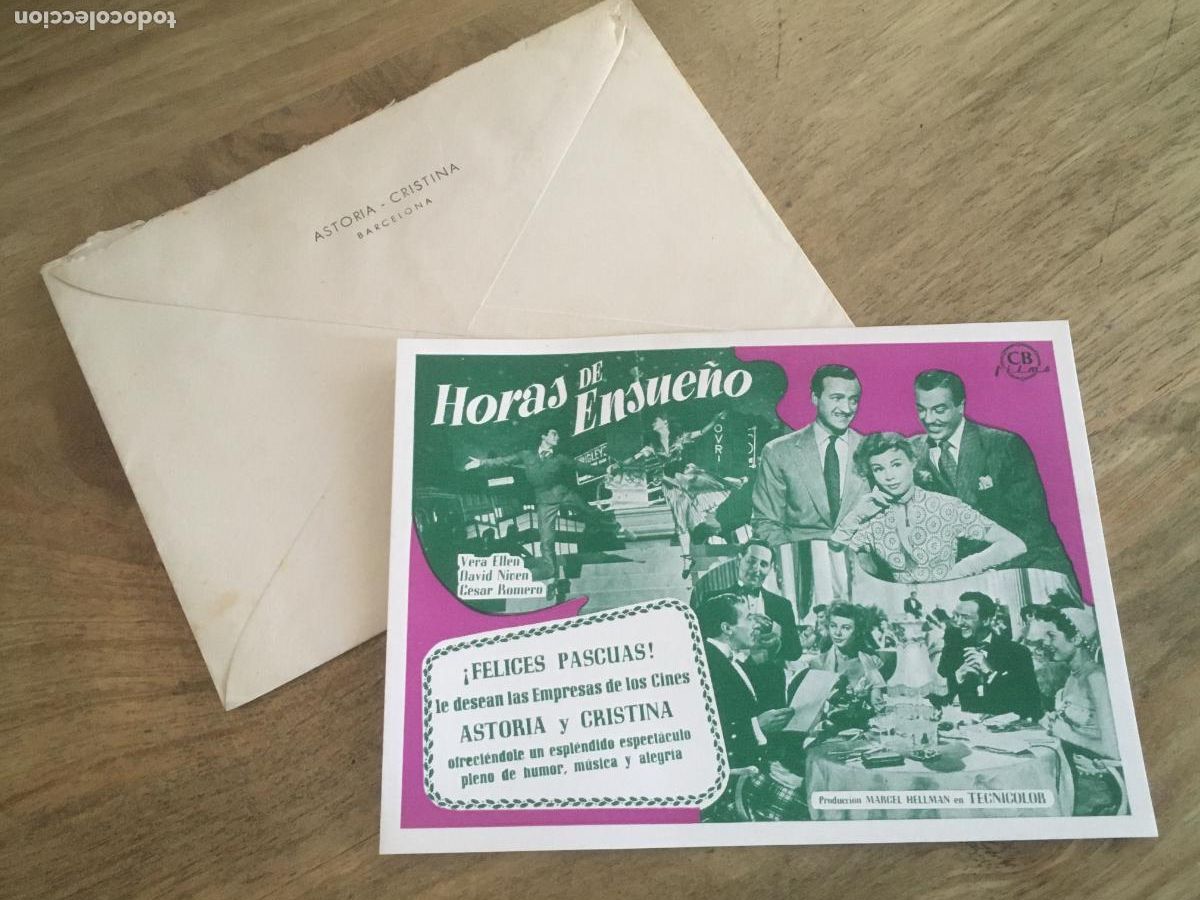 todocoleccion
ASTORIA - CRISTINA
BARCELONA
Horas DE Ensueño
CB
films
Vera Ellen
David Niven
Cesar Romero
¡FELICES PASCUAS!
le desean las Empresas de los Cines
ASTORIA y CRISTINA
ofreciéndole un espléndido espectáculo
pleno de humor, música y alegría
Producción MARCEL HELLMAN en TECNICOLOR